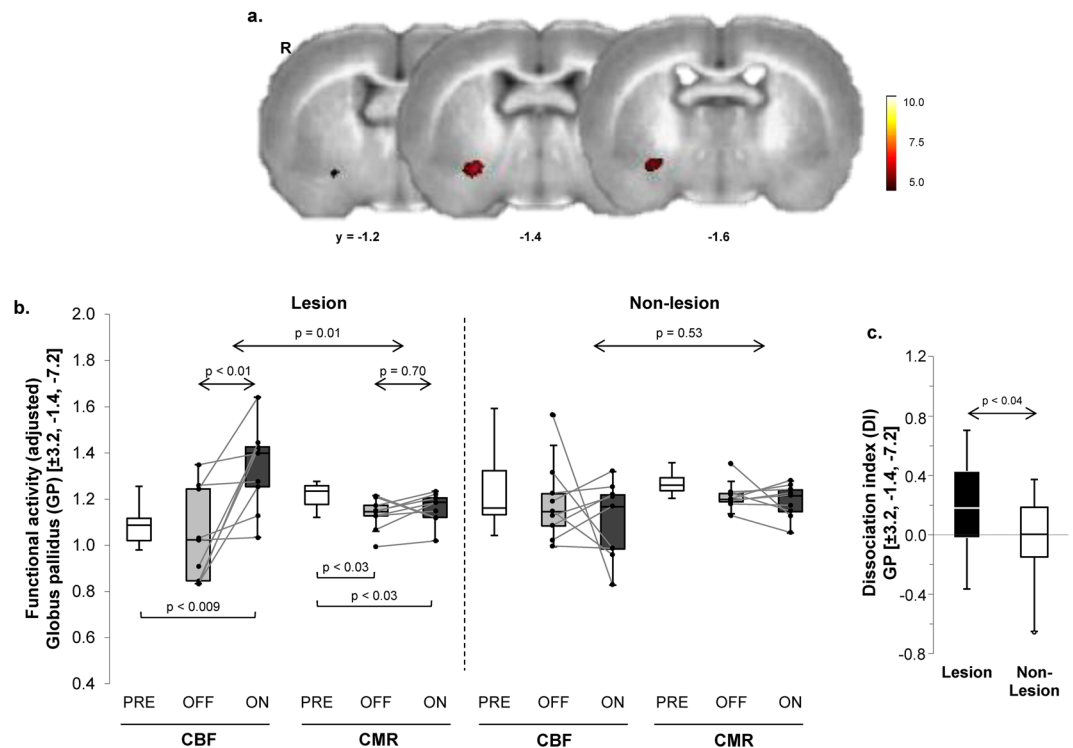 a.
R
10.0
7.5
5.0
y = -1.2
-1.4
-1.6
b.
Lesion
Non-lesion
Functional activity (adjusted)
Globus pallidus (GP) [±3.2, -1.4, -7.2]
2.0
1.8
1.6
1.4
1.2
1.0
0.8
0.6
0.4
p = 0.01
p < 0.01
p = 0.70
p < 0.03
p < 0.03
p < 0.009
p = 0.53
PRE OFF ON PRE OFF ON PRE OFF ON PRE OFF ON
CBF CMR CBF CMR
c.
Dissociation index (DI)
GP [±3.2, -1.4, -7.2]
1.2
0.8
0.4
0.0
-0.4
-0.8
p < 0.04
Lesion
Non-
Lesion